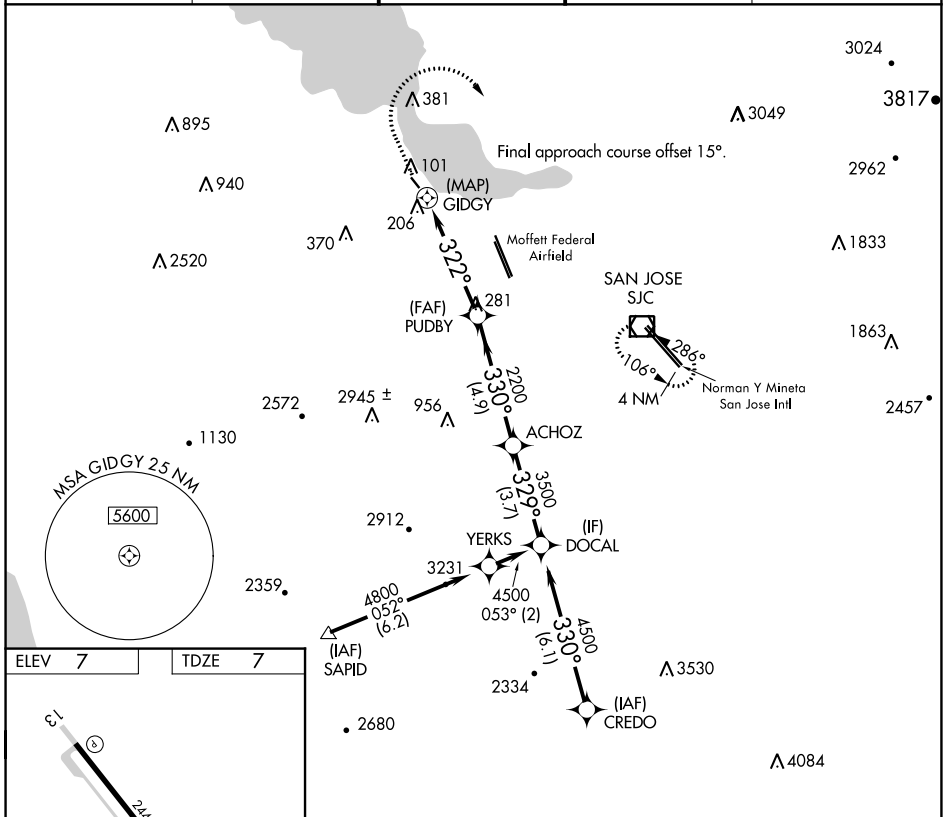 3024
3817
381
3049
895
Final approach course offset 15°.
101
2962
(MAP)
GIDGY
940
206
370
Moffett Federal
Airfield
1833
322°
2520
SAN JOSE
SJC
281
(FAF)
PUDBY
286°
106°
1863
4 NM
Norman Y Mineta
San Jose Intl
2200
330°
(4.9)
2945 ±
956
2572
2457
1130
ACHOZ
MSA GIDGY 25 NM
5600
3500
329°
(3.7)
2912
YERKS
(IF)
DOCAL
3231
2359
4800
052°
(6.2)
4500
053° (2)
4500
330°
(6.1)
(IAF)
SAPID
ELEV 7
TDZE 7
2334
3530
(IAF)
CREDO
13
P
2680
4084